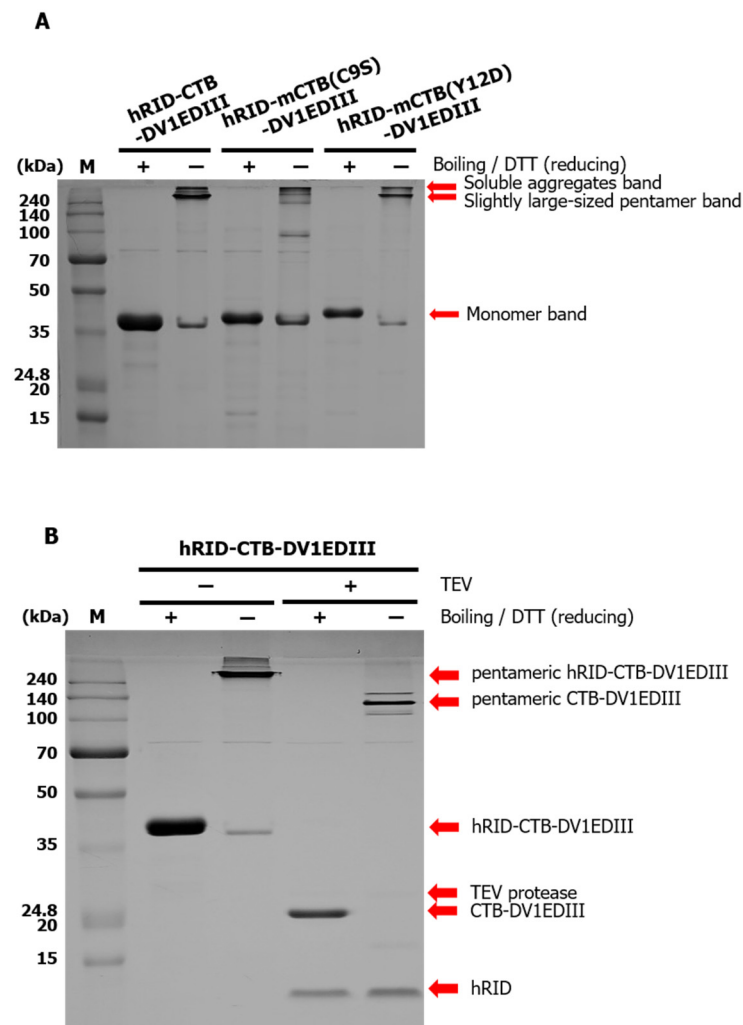 A
hRID-CTB
-DV1EDIII
hRID-mCTB(C9S)
-DV1EDIII
hRID-mCTB(Y12D)
-DV1EDIII
(kDa) M + − + − + − Boiling / DTT (reducing)
Soluble aggregates band
240 Slightly large-sized pentamer band
140
100
70
50
Monomer band
35
24.8
20
15
B
hRID-CTB-DV1EDIII
− + TEV
(kDa) M + − + − Boiling / DTT (reducing)
240 pentameric hRID-CTB-DV1EDIII
140 pentameric CTB-DV1EDIII
100
70
50
hRID-CTB-DV1EDIII
35
TEV protease
24.8 CTB-DV1EDIII
20
15
hRID